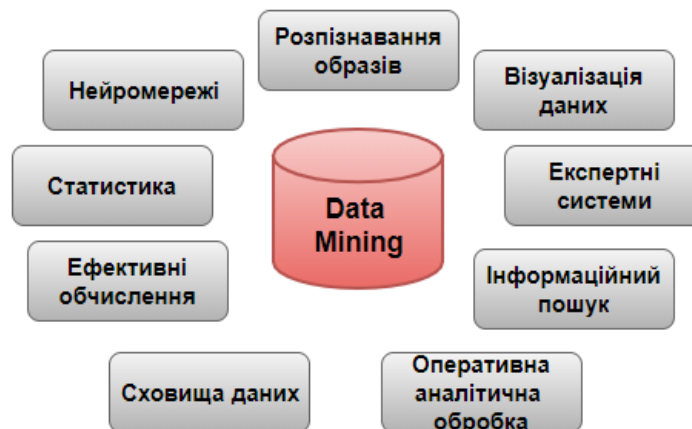 Розпізнавання
образів
Нейромережі
Візуалізація
даних
Статистика
Data
Mining
Експертні
системи
Ефективні
обчислення
Інформаційний
пошук
Сховища даних
Оперативна
аналітична
обробка